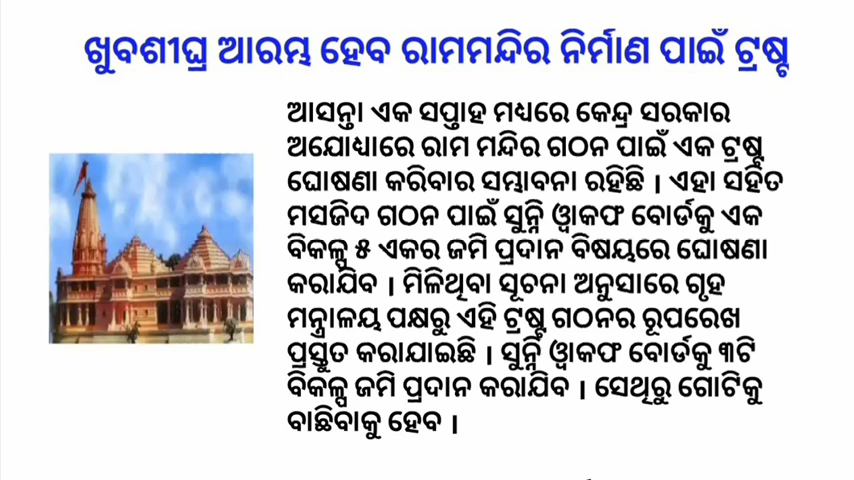 ଖୁବଶୀଘ୍ର ଆରମ୍ଭ ହେବ ରାମମନ୍ଦିର ନିର୍ମାଣ ପାଇଁ ଟ୍ରଷ୍ଟ
ଆସନ୍ତା ଏକ ସପ୍ତାହ ମଧ୍ୟରେ କେନ୍ଦ୍ର ସରକାର
ଅଯୋଧ୍ୟାରେ ରାମ ମନ୍ଦିର ଗଠନ ପାଇଁ ଏକ ଟ୍ରଷ୍ଟ
ଘୋଷଣା କରିବାର ସମ୍ଭାବନା ରହିଛି । ଏହା ସହିତ
ମସଜିଦ ଗଠନ ପାଇଁ ସୁନ୍ନି ୱାକଫ ବୋର୍ଡକୁ ଏକ
ବିକଳ୍ପ ୫ ଏକର ଜମି ପ୍ରଦାନ ବିଷୟରେ ଘୋଷଣା
କରାଯିବ । ମିଳିଥିବା ସୂଚନା ଅନୁସାରେ ଗୃହ
ମନ୍ତ୍ରାଳୟ ପକ୍ଷରୁ ଏହି ଟ୍ରଷ୍ଟ ଗଠନର ରୂପରେଖ
ପ୍ରସ୍ତୁତ କରାଯାଇଛି । ସୁନ୍ନି ୱାକଫ ବୋର୍ଡକୁ ୩ଟି
ବିକଳ୍ପ ଜମି ପ୍ରଦାନ କରାଯିବ । ସେଥିରୁ ଗୋଟିକୁ
ବାଛିବାକୁ ହେବ ।